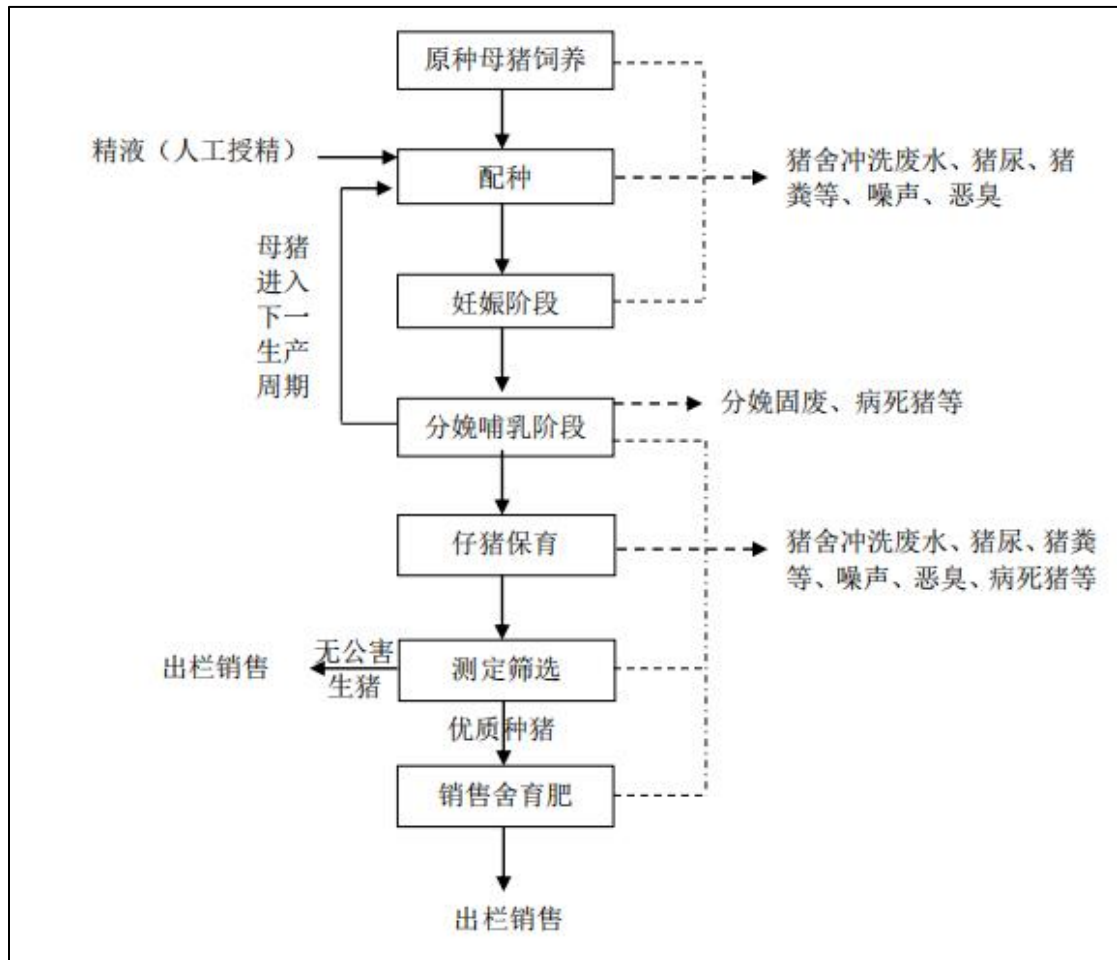 原种母猪饲养
精液（人工授精）
配种
猪舍冲洗废水、猪尿、猪
粪等、噪声、恶臭
母猪
进入
下一
生产
周期
妊娠阶段
分娩哺乳阶段
分娩固废、病死猪等
仔猪保育
猪舍冲洗废水、猪尿、猪粪
等、噪声、恶臭、病死猪等
出栏销售
无公害
生猪
测定筛选
优质种猪
销售舍育肥
出栏销售